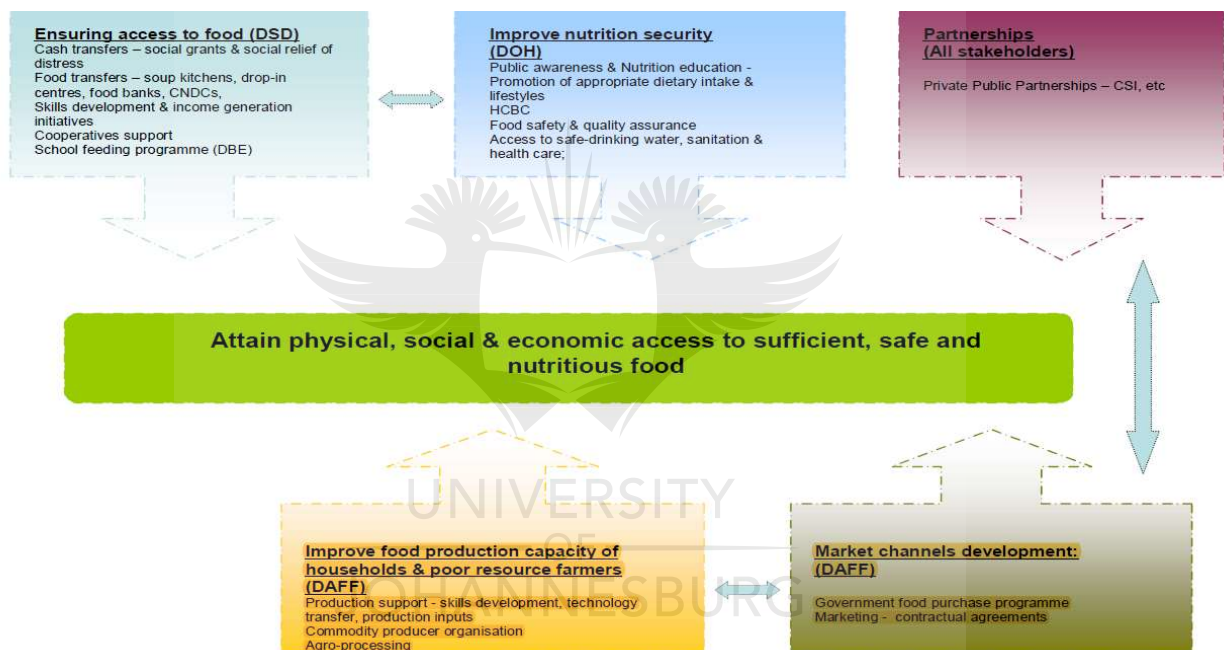 Ensuring access to food (DSD)
Cash transfers – social grants & social relief of
distress
Food transfers – soup kitchens, drop-in
centres, food banks, CNDCs,
Skills development & income generation
initiatives
Cooperatives support
School feeding programme (DBE)
Improve nutrition security
(DOH)
Public awareness & Nutrition education -
Promotion of appropriate dietary intake &
lifestyles
HCBC
Food safety & quality assurance
Access to safe-drinking water, sanitation &
health care;
Partnerships
(All stakeholders)
Private Public Partnerships – CSI, etc
Attain physical, social & economic access to sufficient, safe and
nutritious food
Improve food production capacity of
households & poor resource farmers
(DAFF)
Production support - skills development, technology
transfer, production inputs
Commodity producer organisation
Agro-processing
Market channels development:
(DAFF)
Government food purchase programme
Marketing - contractual agreements
UNIVERSITY
OF
JOHANNESBURG